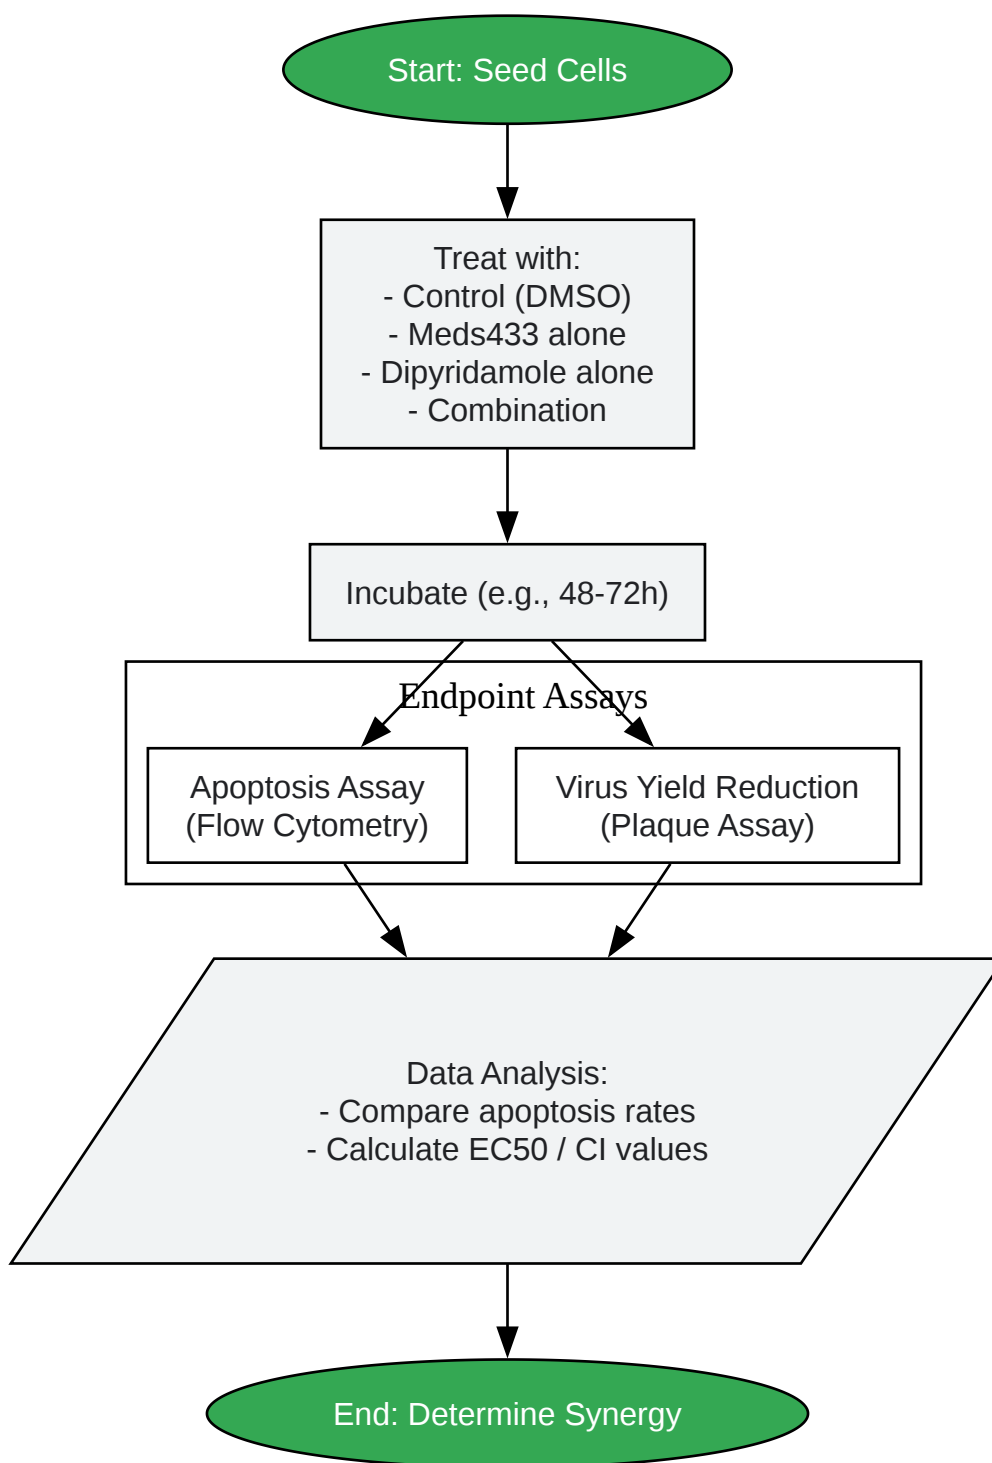 Start: Seed Cells
Treat with:
- Control (DMSO)
- Meds433 alone
- Dipyridamole alone
- Combination
Incubate (e.g., 48-72h)
Endpoint Assays
Apoptosis Assay
(Flow Cytometry)
Virus Yield Reduction
(Plaque Assay)
Data Analysis:
- Compare apoptosis rates
- Calculate EC50 / CI values
End: Determine Synergy